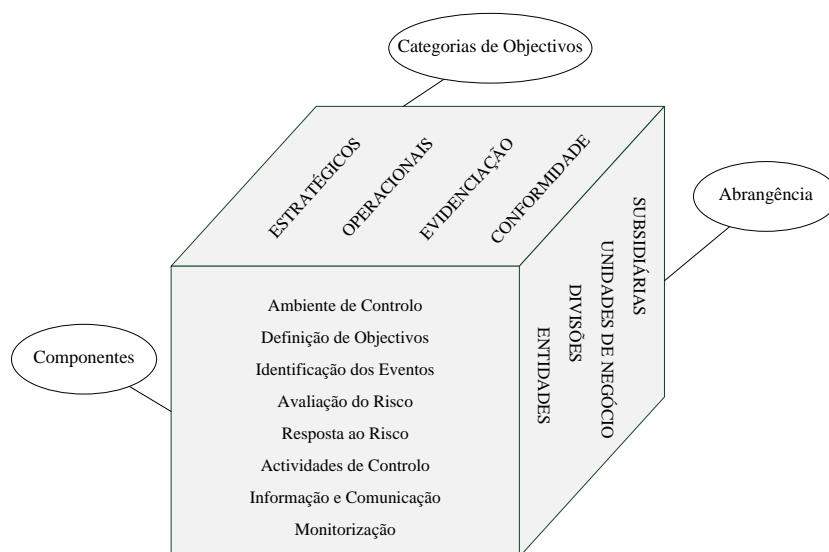 Categorias de Objectivos
ESTRATÉGICOS
OPERACIONAIS
EVIDENCIAÇÃO
CONFORMIDADE
Abrangência
SUBSIDIÁRIAS
UNIDADES DE NEGÓCIO
DIVISÕES
ENTIDADES
Componentes
Ambiente de Controlo
Definição de Objectivos
Identificação dos Eventos
Avaliação do Risco
Resposta ao Risco
Actividades de Controlo
Informação e Comunicação
Monitorização